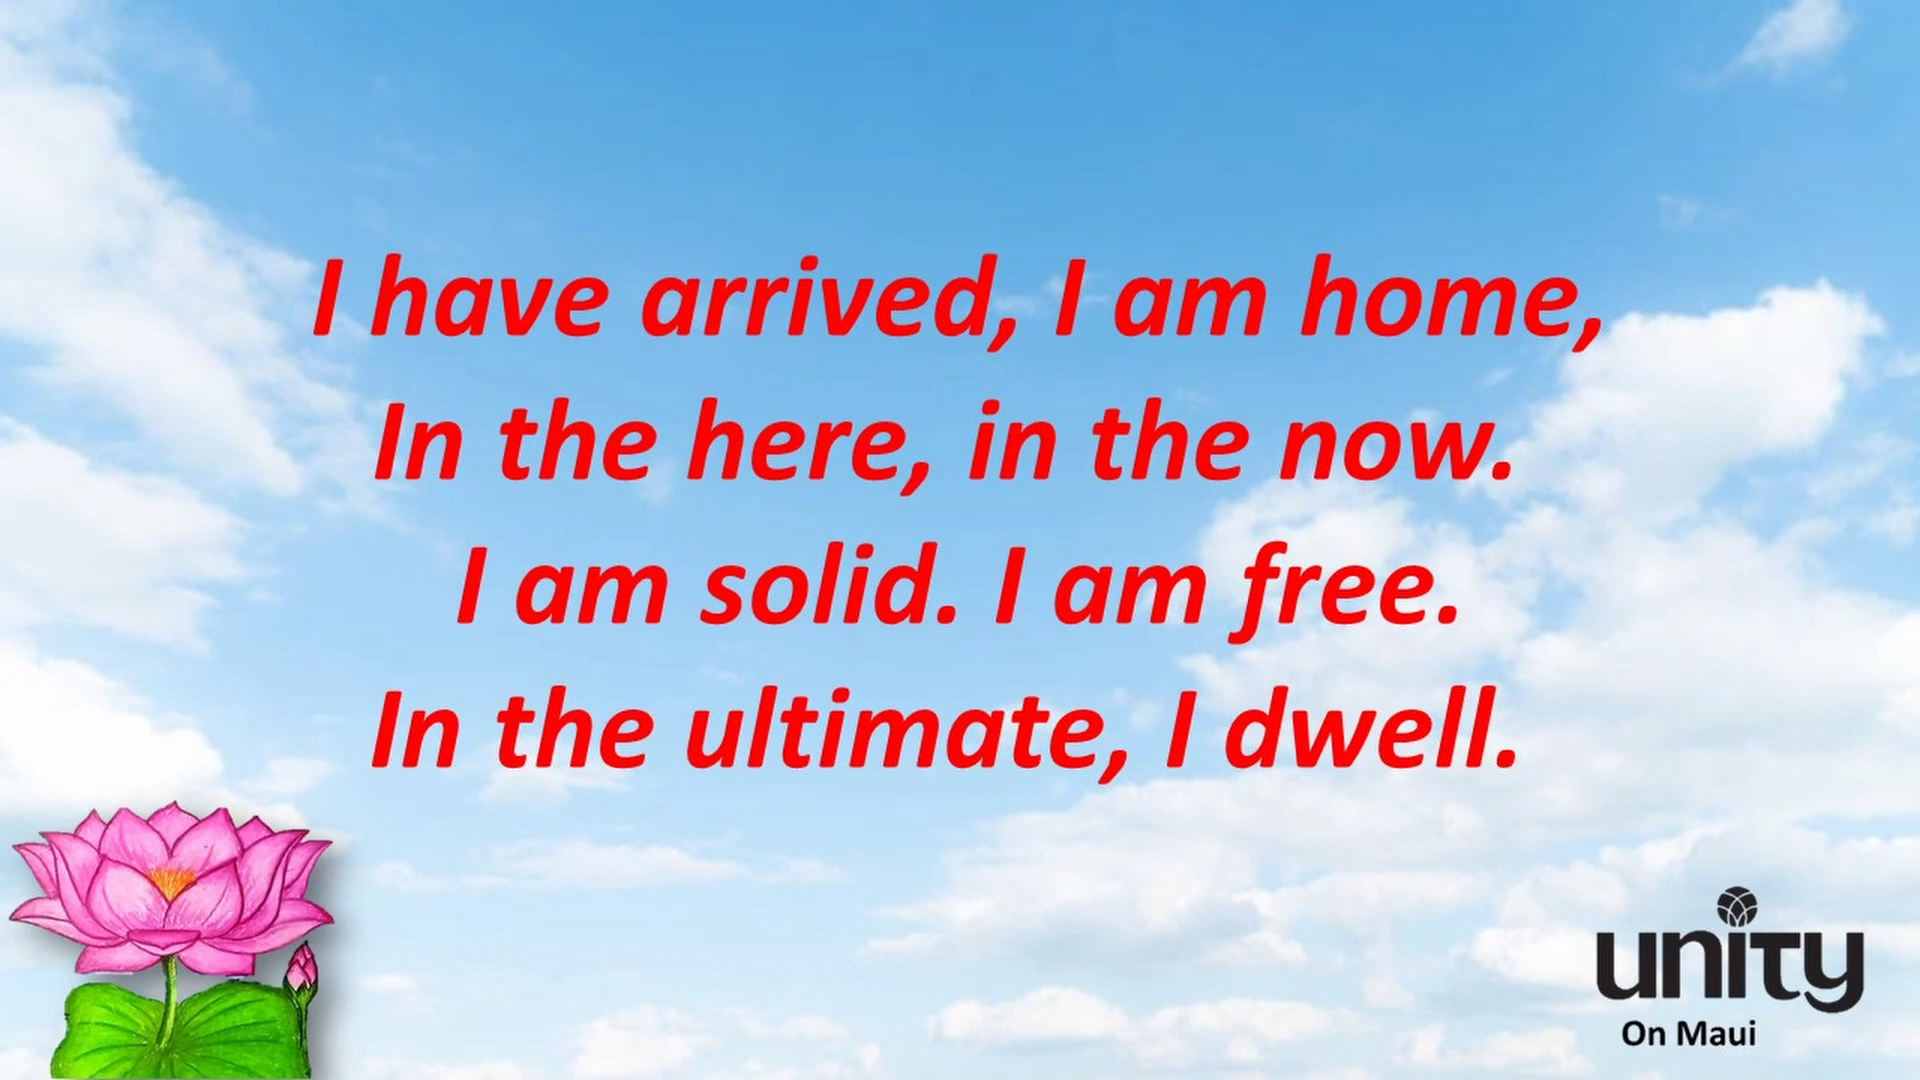 I have arrived, I am home,
In the here, in the now.
I am solid. I am free.
In the ultimate, I dwell.
unity
On Maui